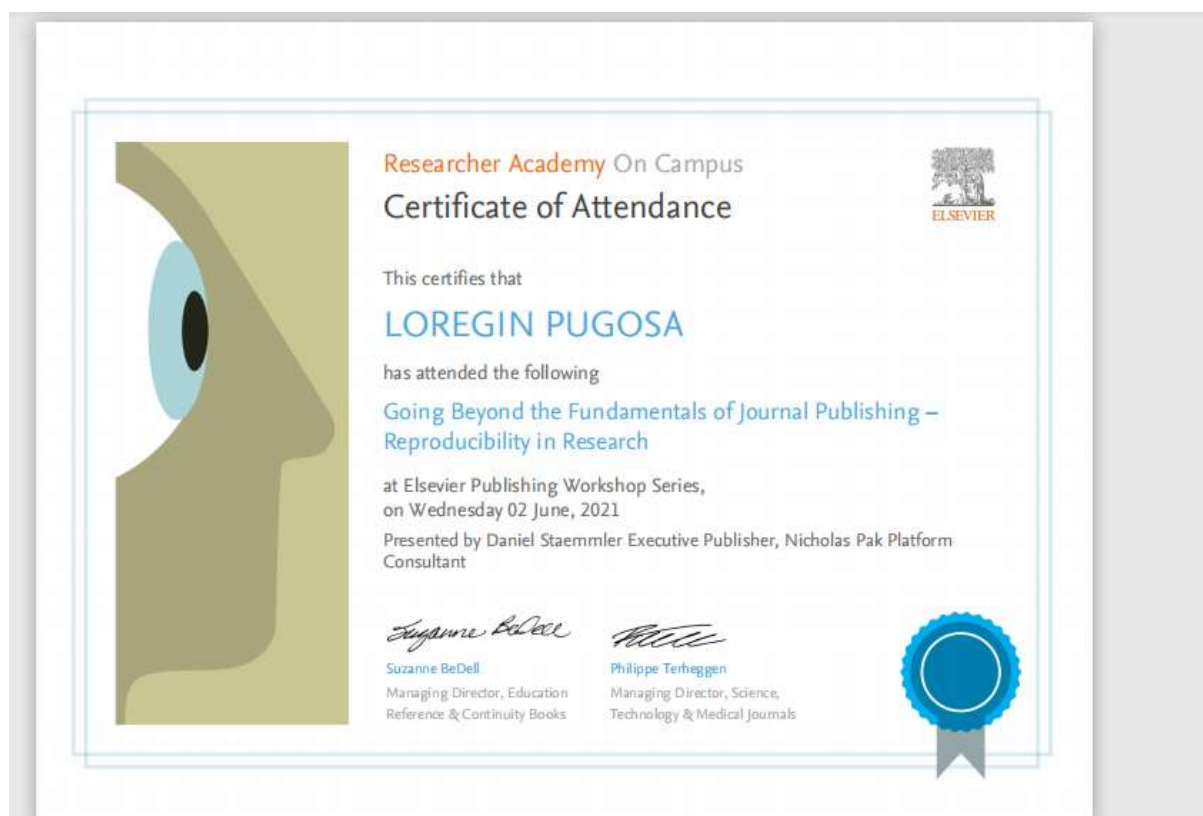 Researcher Academy On Campus
Certificate of Attendance
ELSEVIER
This certifies that
LOREGIN PUGOSA
has attended the following
Going Beyond the Fundamentals of Journal Publishing –
Reproducibility in Research
at Elsevier Publishing Workshop Series,
on Wednesday 02 June, 2021
Presented by Daniel Staemmler Executive Publisher, Nicholas Pak Platform
Consultant
Suzanne BeDell
Suzanne BeDell
Managing Director, Education
Reference & Continuity Books
Philippe Terheggen
Managing Director, Science,
Technology & Medical Journals